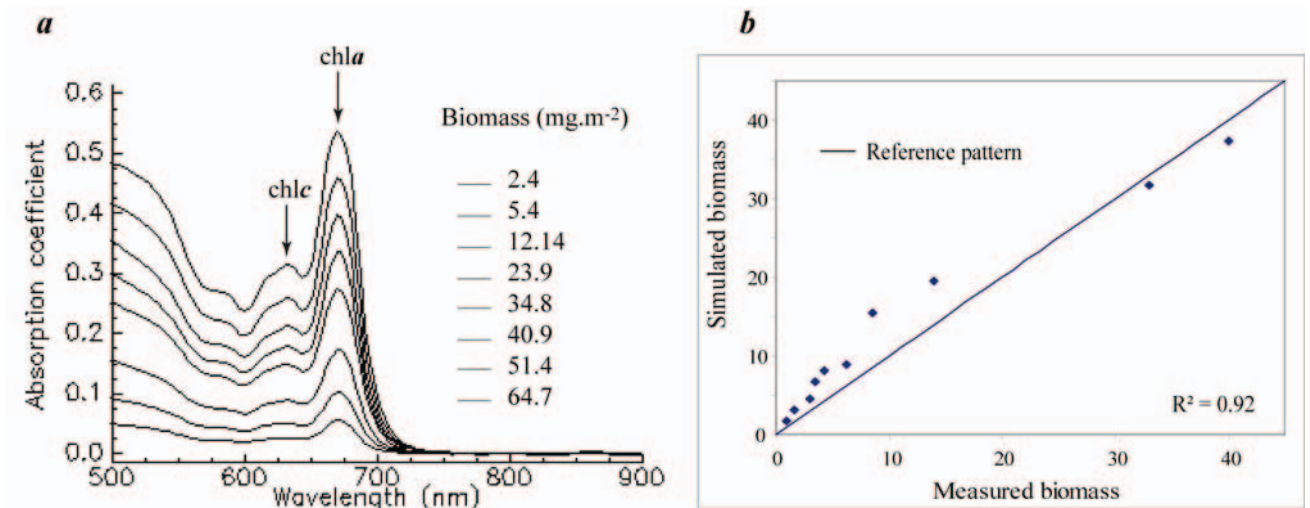 a
chla
chlc
Biomass (mg.m-2)
2.4
5.4
12.14
23.9
34.8
40.9
51.4
64.7
Absorption coefficient
0.6
0.5
0.4
0.3
0.2
0.1
0.0
500 600 700 800 900
Wavelength (nm)
b
Simulated biomass
40
30
20
10
0
Reference pattern
R² = 0.92
0 10 20 30 40
Measured biomass